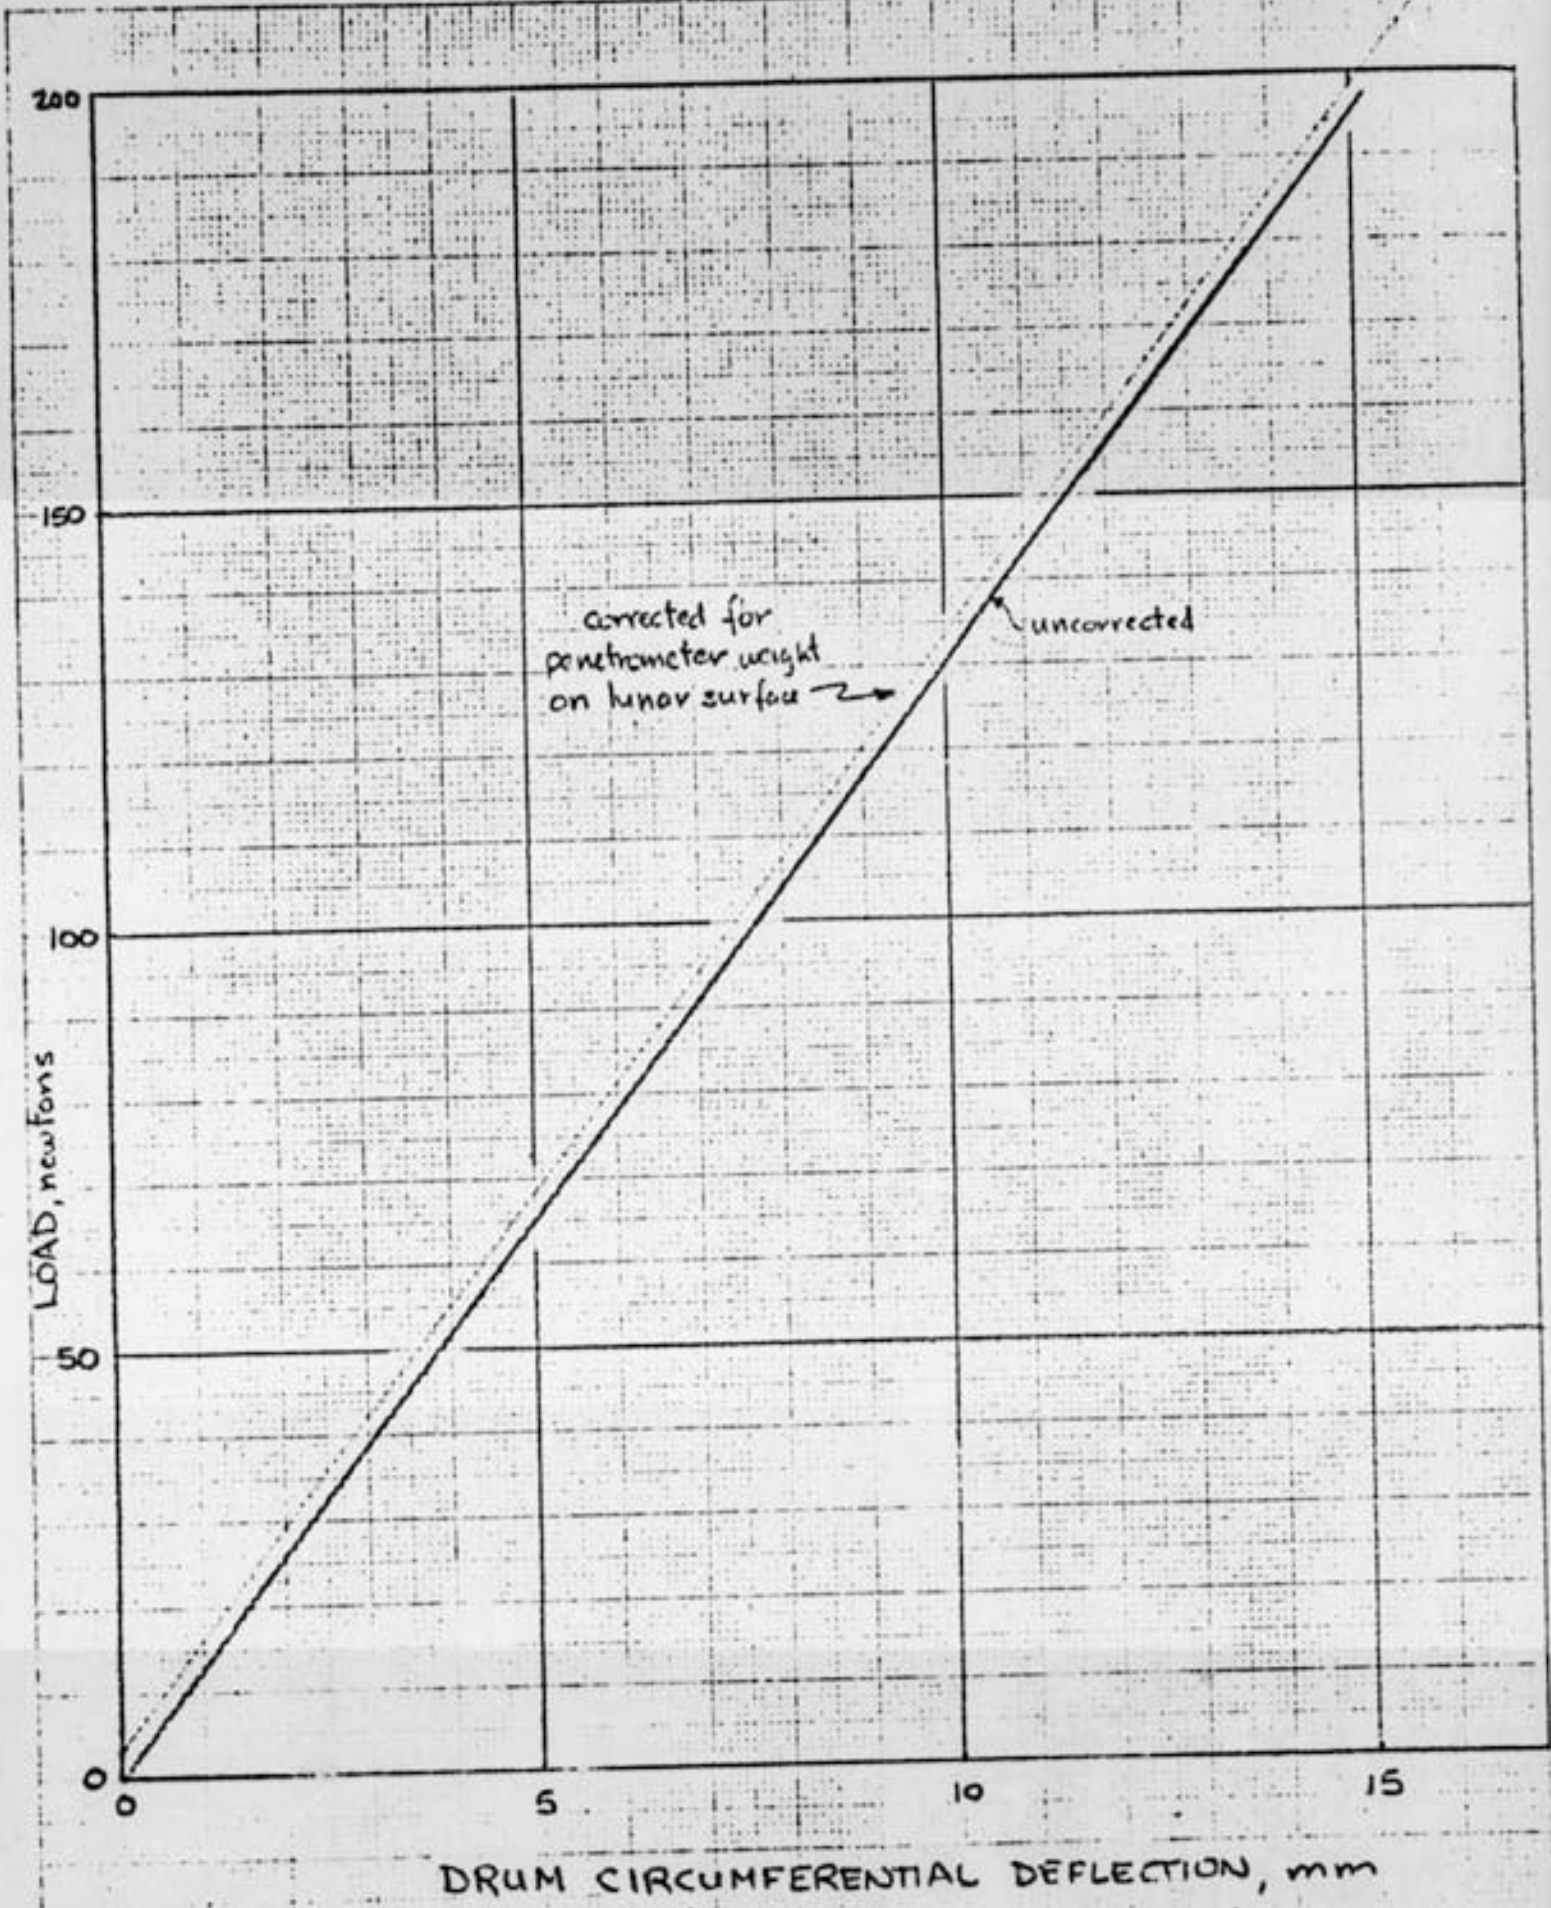 200
150
corrected for
penetrometer weight
on lunar surface
uncorrected
100
LOAD, newtons
50
0
0 5 10 15
DRUM CIRCUMFERENTIAL DEFLECTION, mm